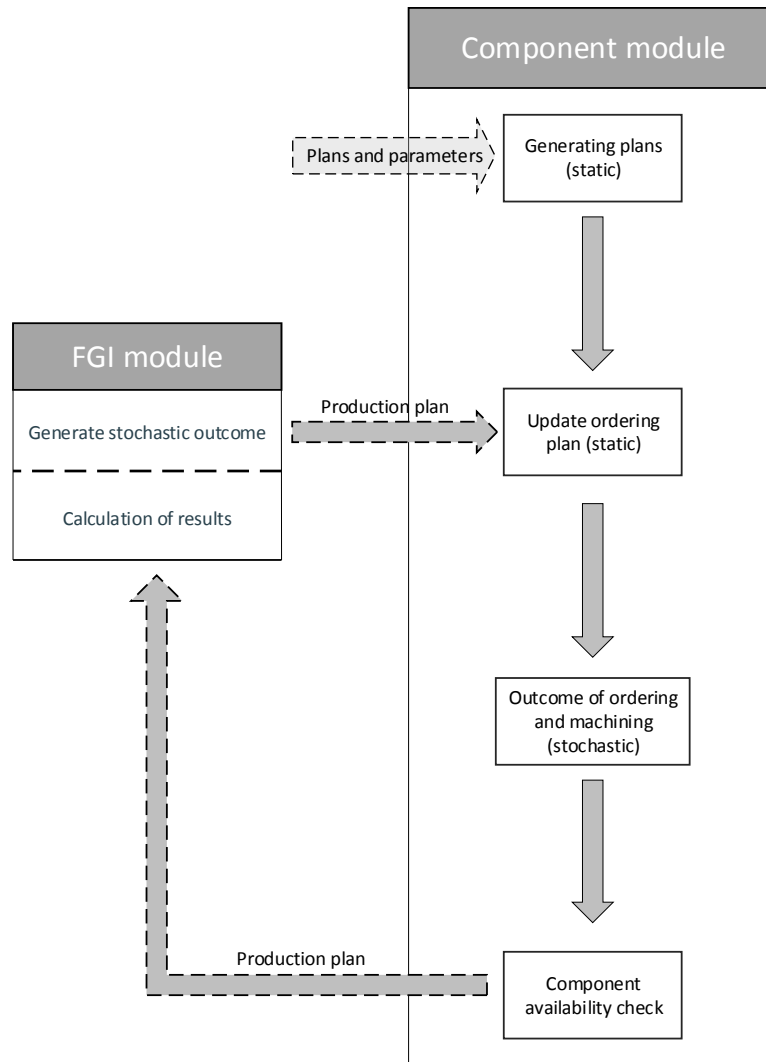 Component module
Plans and parameters
Generating plans
(static)
FGI module
Generate stochastic outcome
Calculation of results
Production plan
Update ordering
plan (static)
Outcome of ordering
and machining
(stochastic)
Production plan
Component
availability check